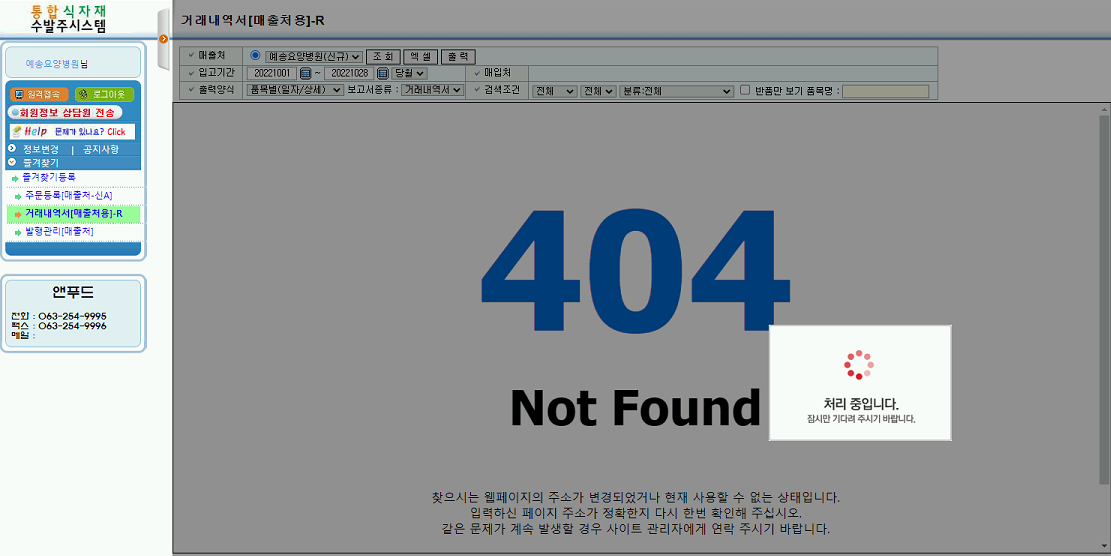 통합 식자재
수발주시스템
예송요양병원님
원격접속 로그아웃
회원정보 상담원 전송
Help 문제가 있나요? Click
정보변경 | 공지사항
즐겨찾기
즐겨찾기등록
주문등록[매출처-신A]
거래내역서[매출처용]-R
발행관리[매출처]
앤푸드
전화 : 063-254-9995
팩스 : 063-254-9996
메일 :
거래내역서[매출처용]-R
매출처 예송요양병원(신규) 조 회 엑 셀 출 력
입고기간 20221001 ~ 20221028 당월 매입처
출력양식 품목별(일자/상세) 보고서종류 : 거래내역서 검색조건 전체 전체 분류:전체 반품만 보기 품목명 :
404
Not Found
처리 중입니다.
잠시만 기다려 주시기 바랍니다.
찾으시는 웹페이지의 주소가 변경되었거나 현재 사용할 수 없는 상태입니다.
입력하신 페이지 주소가 정확한지 다시 한번 확인해 주십시오.
같은 문제가 계속 발생할 경우 사이트 관리자에게 연락 주시기 바랍니다.